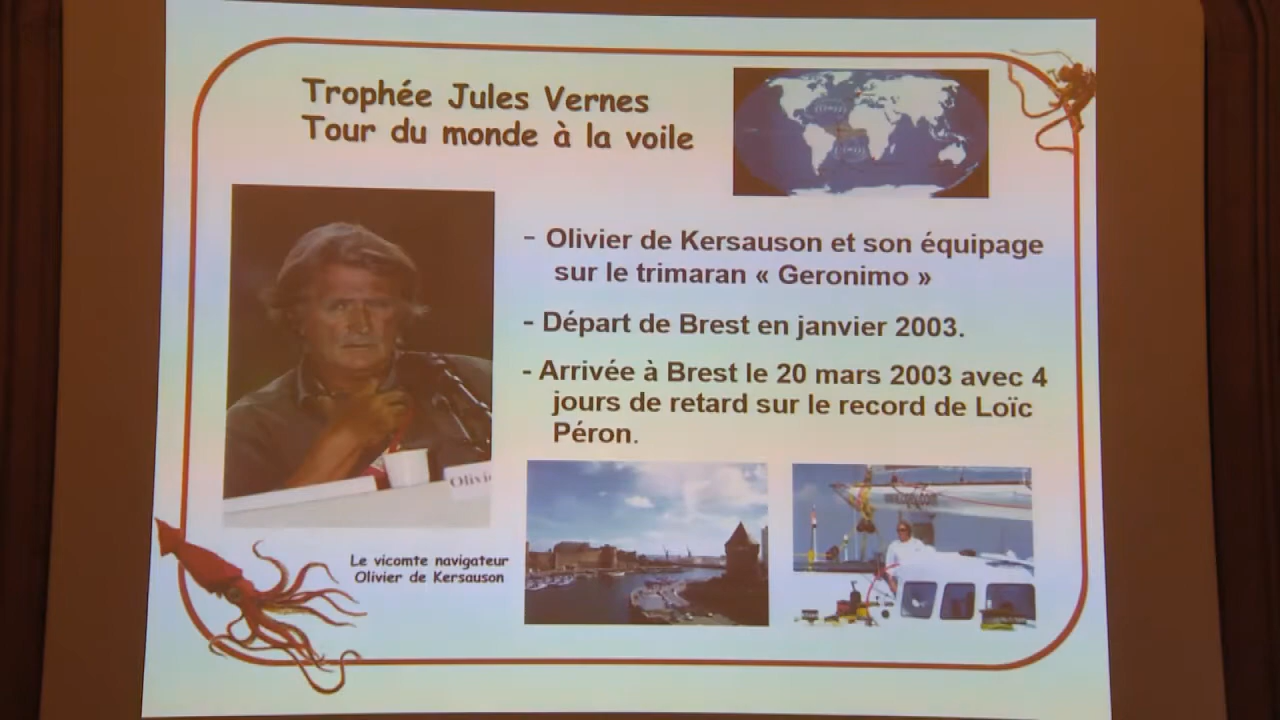 Trophée Jules Vernes
Tour du monde à la voile
- Olivier de Kersauson et son équipage
sur le trimaran « Geronimo »
- Départ de Brest en janvier 2003.
- Arrivée à Brest le 20 mars 2003 avec 4
jours de retard sur le record de Loïc
Péron.
Olivi
Le vicomte navigateur
Olivier de Kersauson